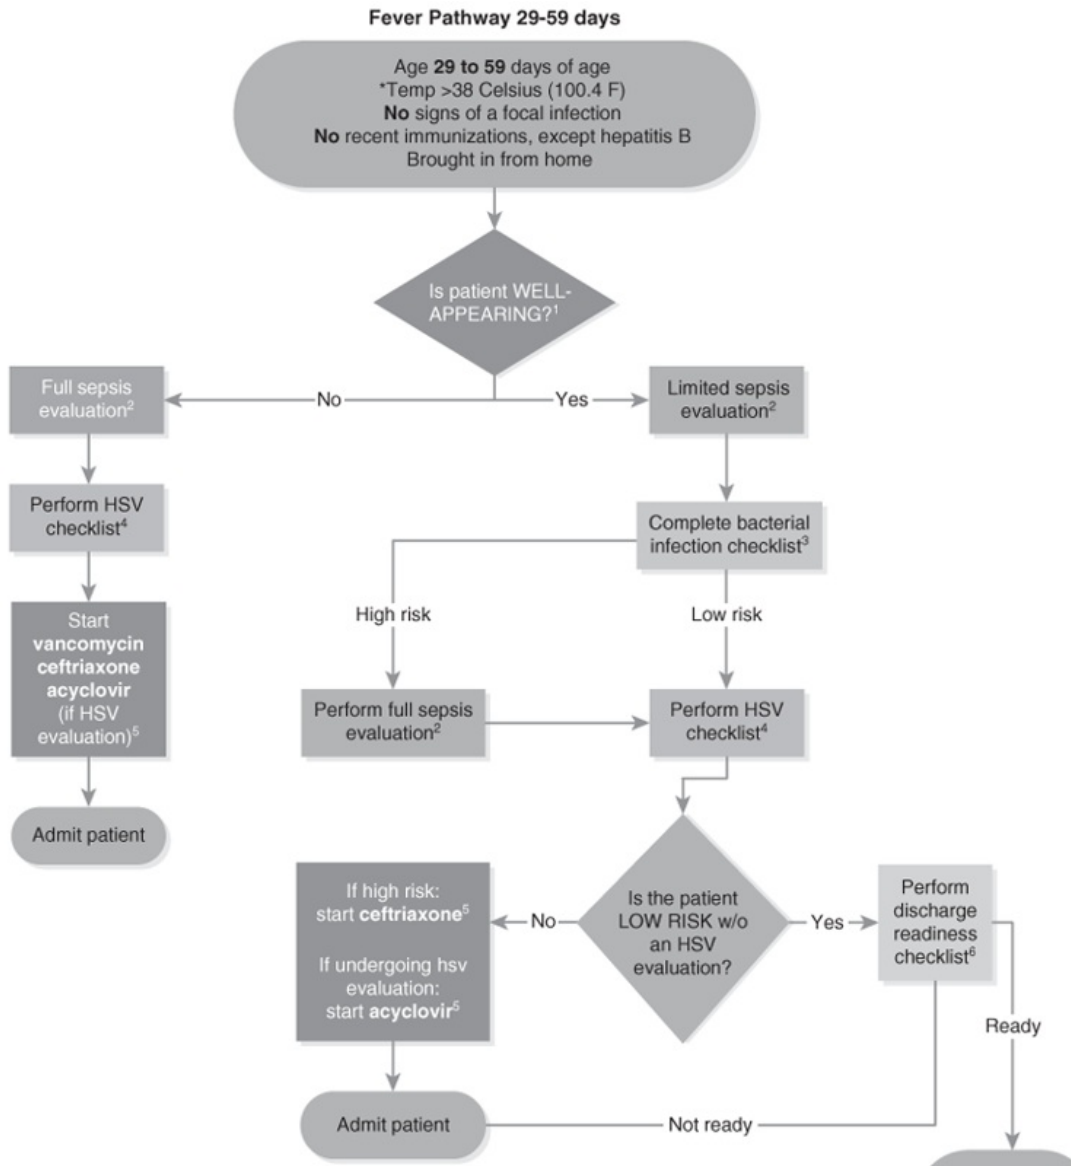 Fever Pathway 29-59 days
Age 29 to 59 days of age
*Temp >38 Celsius (100.4 F)
No signs of a focal infection
No recent immunizations, except hepatitis B
Brought in from home
Is patient WELL-
APPEARING?1
No
Yes
Full sepsis
evaluation2
Perform HSV
checklist4
Start
vancomycin
ceftriaxone
acyclovir
(if HSV
evaluation)5
Admit patient
Limited sepsis
evaluation2
Complete bacterial
infection checklist3
High risk
Low risk
Perform full sepsis
evaluation2
Perform HSV
checklist4
Is the patient
LOW RISK w/o
an HSV
evaluation?
No
Yes
If high risk:
start ceftriaxone5
If undergoing hsv
evaluation:
start acyclovir5
Perform
discharge
readiness
checklist6
Ready
Admit patient
Not ready